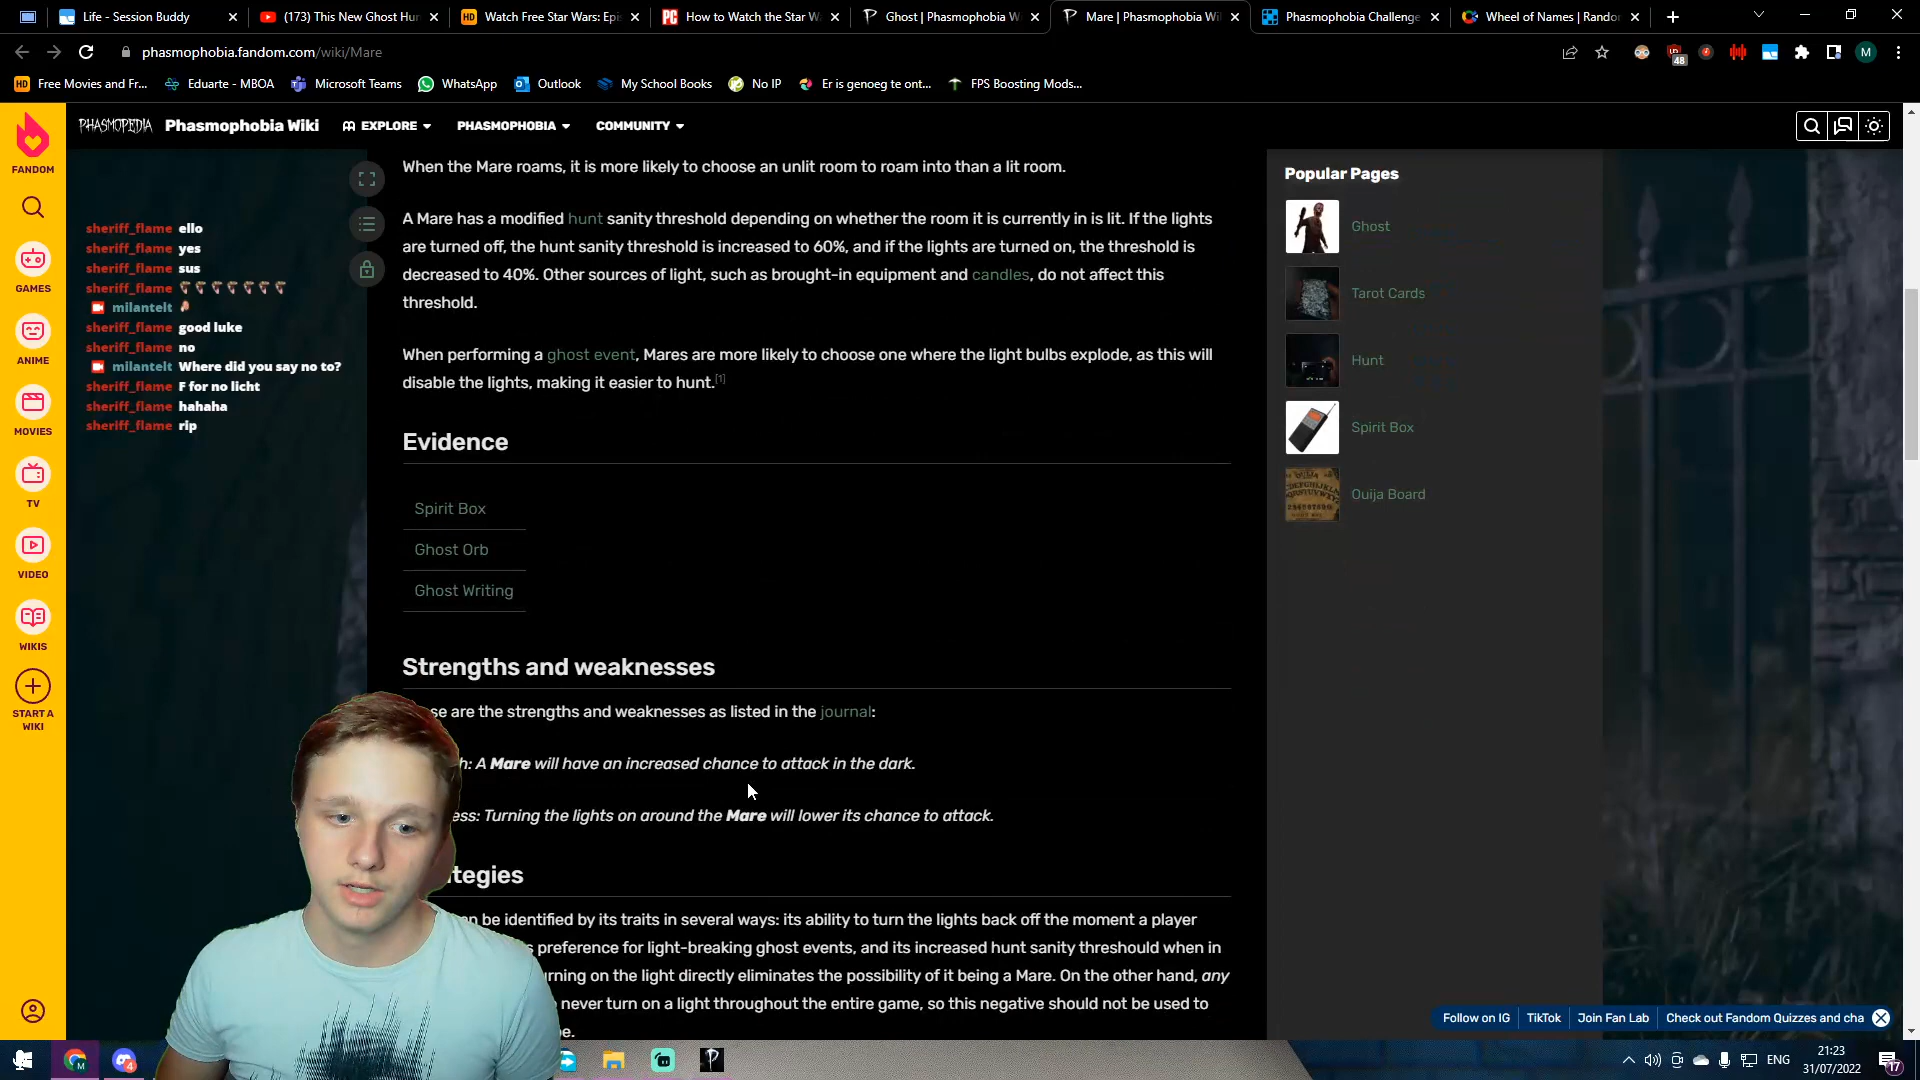 Life - Session Buddy
(173) This New Ghost Hu
Watch Free Star Wars: Epi
How to Watch the Star W
Ghost | Phasmophobia W
Mare | Phasmophobia Wi
Phasmophobia Challenge
Wheel of Names | Rando
phasmophobia.fandom.com/wiki/Mare
48
M
Free Movies and Fr...
Eduarte - MBOA
Microsoft Teams
WhatsApp
Outlook
My School Books
No IP
Er is genoeg te ont...
FPS Boosting Mods...
PHASMOPEDIA
Phasmophobia Wiki
EXPLORE
PHASMOPHOBIA
COMMUNITY
FANDOM
GAMES
ANIME
MOVIES
TV
VIDEO
WIKIS
START A
WIKI
sheriff_flame ello
sheriff_flame yes
sheriff_flame sus
sheriff_flame
milantelt
sheriff_flame good luke
sheriff_flame no
milantelt Where did you say no to?
sheriff_flame F for no licht
sheriff_flame hahaha
sheriff_flame rip
When the Mare roams, it is more likely to choose an unlit room to roam into than a lit room.
A Mare has a modified hunt sanity threshold depending on whether the room it is currently in is lit. If the lights
are turned off, the hunt sanity threshold is increased to 60%, and if the lights are turned on, the threshold is
decreased to 40%. Other sources of light, such as brought-in equipment and candles, do not affect this
threshold.
When performing a ghost event, Mares are more likely to choose one where the light bulbs explode, as this will
disable the lights, making it easier to hunt.[1]
Evidence
Spirit Box
Ghost Orb
Ghost Writing
Strengths and weaknesses
se are the strengths and weaknesses as listed in the journal:
h: A Mare will have an increased chance to attack in the dark.
ess: Turning the lights on around the Mare will lower its chance to attack.
tegies
n be identified by its traits in several ways: its ability to turn the lights back off the moment a player
s preference for light-breaking ghost events, and its increased hunt sanity threshould when in
urning on the light directly eliminates the possibility of it being a Mare. On the other hand, any
never turn on a light throughout the entire game, so this negative should not be used to
e.
Popular Pages
Ghost
Tarot Cards
Hunt
Spirit Box
Ouija Board
Follow on IG
TikTok
Join Fan Lab
Check out Fandom Quizzes and cha
4
ENG
21:23
31/07/2022
17